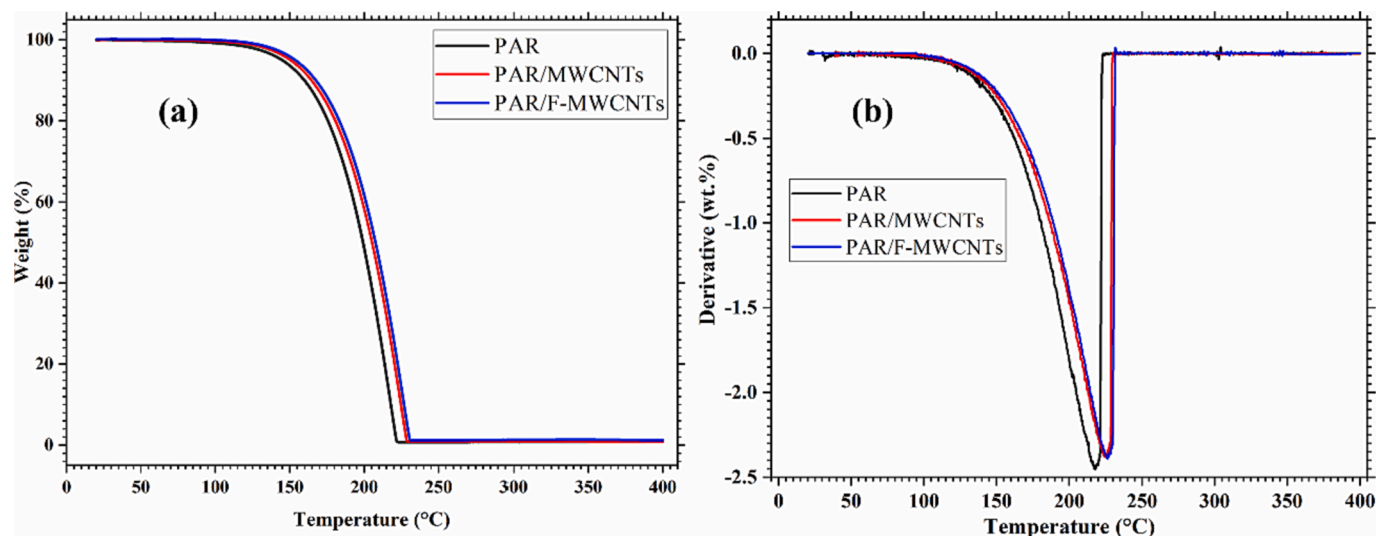 (a)
PAR
PAR/MWCNTs
PAR/F-MWCNTs
Weight (%)
100
80
60
40
20
0
0 50 100 150 200 250 300 350 400
Temperature (°C)
(b)
PAR
PAR/MWCNTs
PAR/F-MWCNTs
Derivative (wt.%)
0.0
-0.5
-1.0
-1.5
-2.0
-2.5
0 50 100 150 200 250 300 350 400
Temperature (°C)